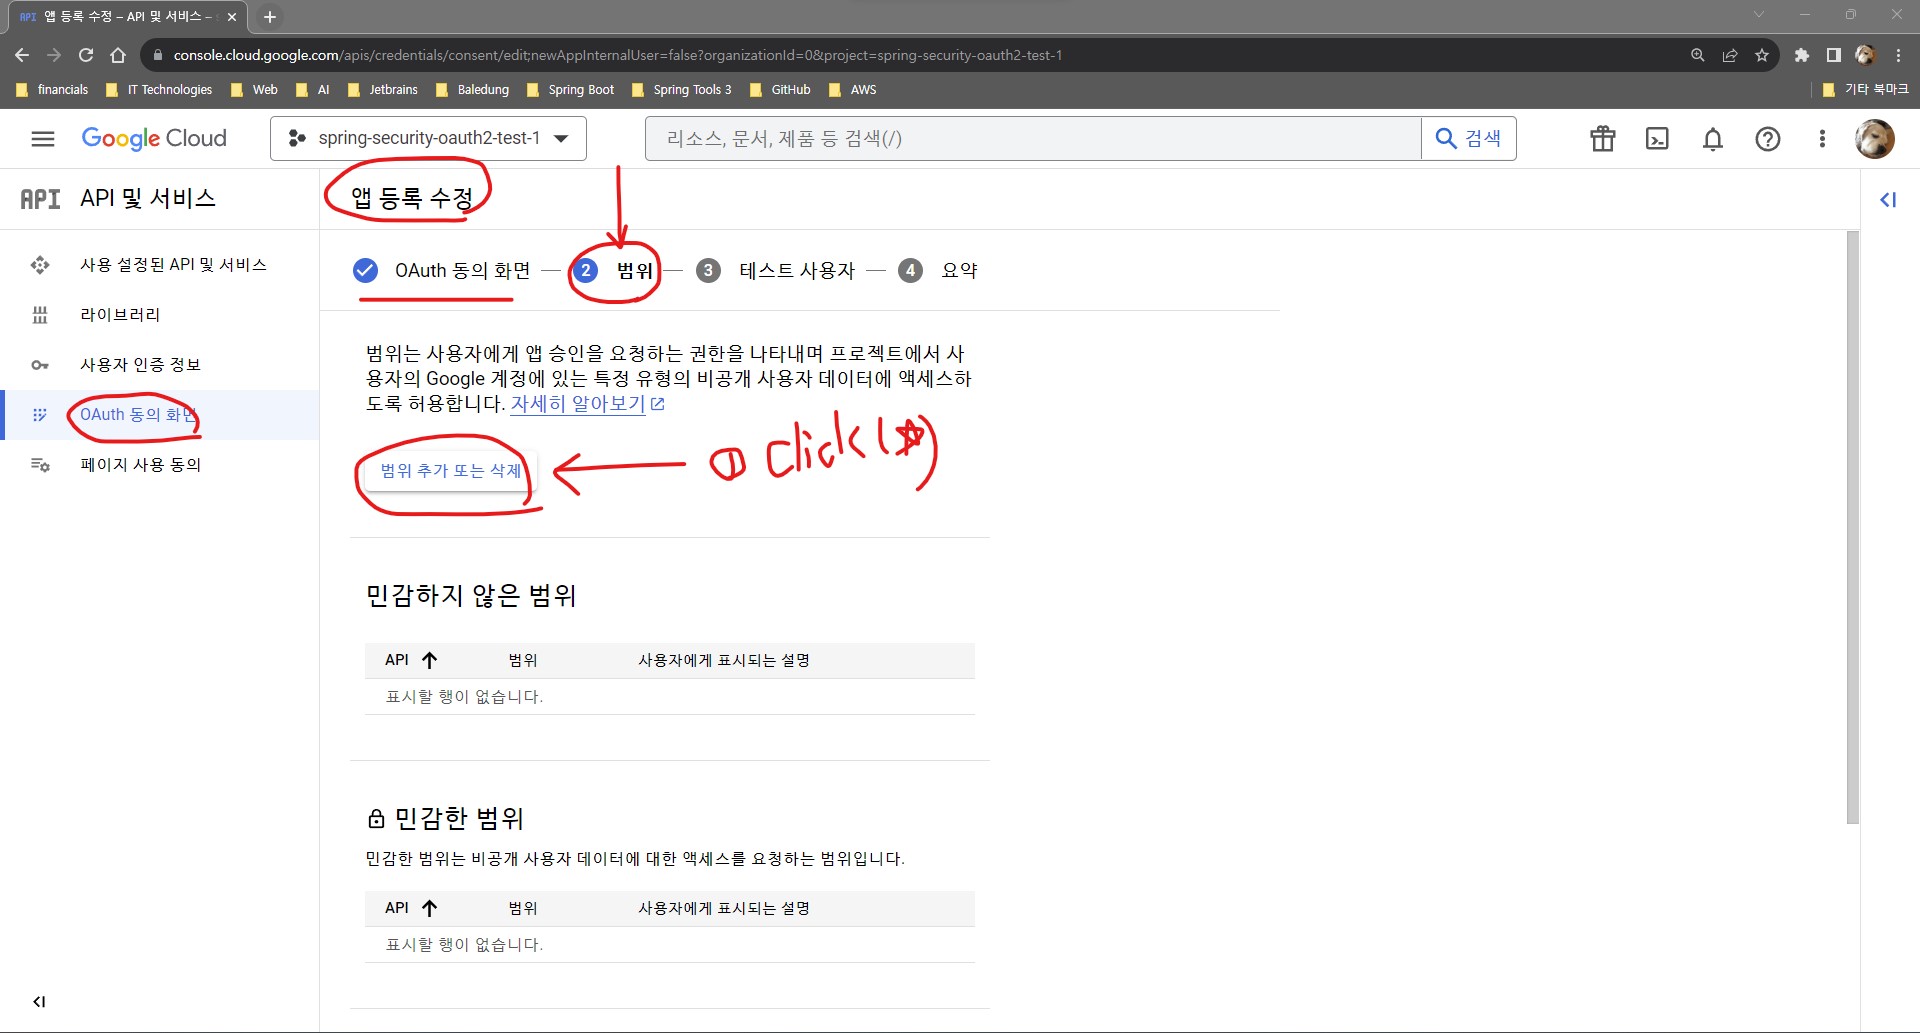 API 앱 등록 수정 – API 및 서비스 –
console.cloud.google.com/apis/credentials/consent/edit;newAppInternalUser=false?organizationId=0&project=spring-security-oauth2-test-1
financials IT Technologies Web AI Jetbrains Baledung Spring Boot Spring Tools 3 GitHub AWS 기타 북마크
Google Cloud spring-security-oauth2-test-1 리소스, 문서, 제품 등 검색(/) 검색
API API 및 서비스
사용 설정된 API 및 서비스
라이브러리
사용자 인증 정보
OAuth 동의 화면
페이지 사용 동의
앱 등록 수정
OAuth 동의 화면 — 2 범위 — 3 테스트 사용자 — 4 요약
범위는 사용자에게 앱 승인을 요청하는 권한을 나타내며 프로젝트에서 사
용자의 Google 계정에 있는 특정 유형의 비공개 사용자 데이터에 액세스하
도록 허용합니다. 자세히 알아보기
범위 추가 또는 삭제
① Click(☆)
민감하지 않은 범위
API 범위 사용자에게 표시되는 설명
표시할 행이 없습니다.
민감한 범위
민감한 범위는 비공개 사용자 데이터에 대한 액세스를 요청하는 범위입니다.
API 범위 사용자에게 표시되는 설명
표시할 행이 없습니다.